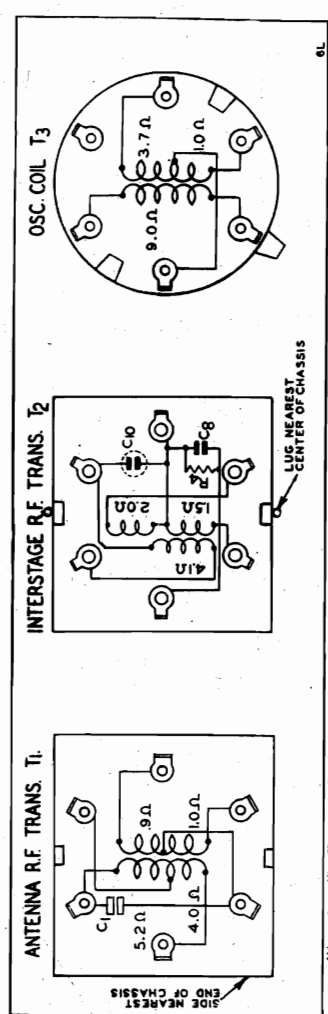 ANTENNA R.F. TRANS. T1.
C1
5.2Ω
4.0Ω
.9Ω
1.0Ω
SIDE NEAREST
END OF CHASSIS
INTERSTAGE R.F. TRANS. T2
C10
2.0Ω
4.1Ω
1.5Ω
R4
C8
LUG NEAREST
CENTER OF CHASSIS
OSC. COIL T3
3.7Ω
9.0Ω
1.0Ω
6L